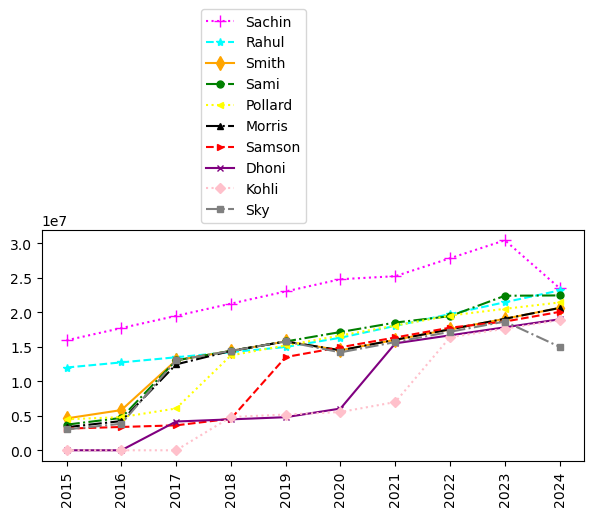 Sachin
Rahul
Smith
Sami
Pollard
Morris
Samson
Dhoni
Kohli
Sky
1e7
3.0
2.5
2.0
1.5
1.0
0.5
0.0
2015
2016
2017
2018
2019
2020
2021
2022
2023
2024